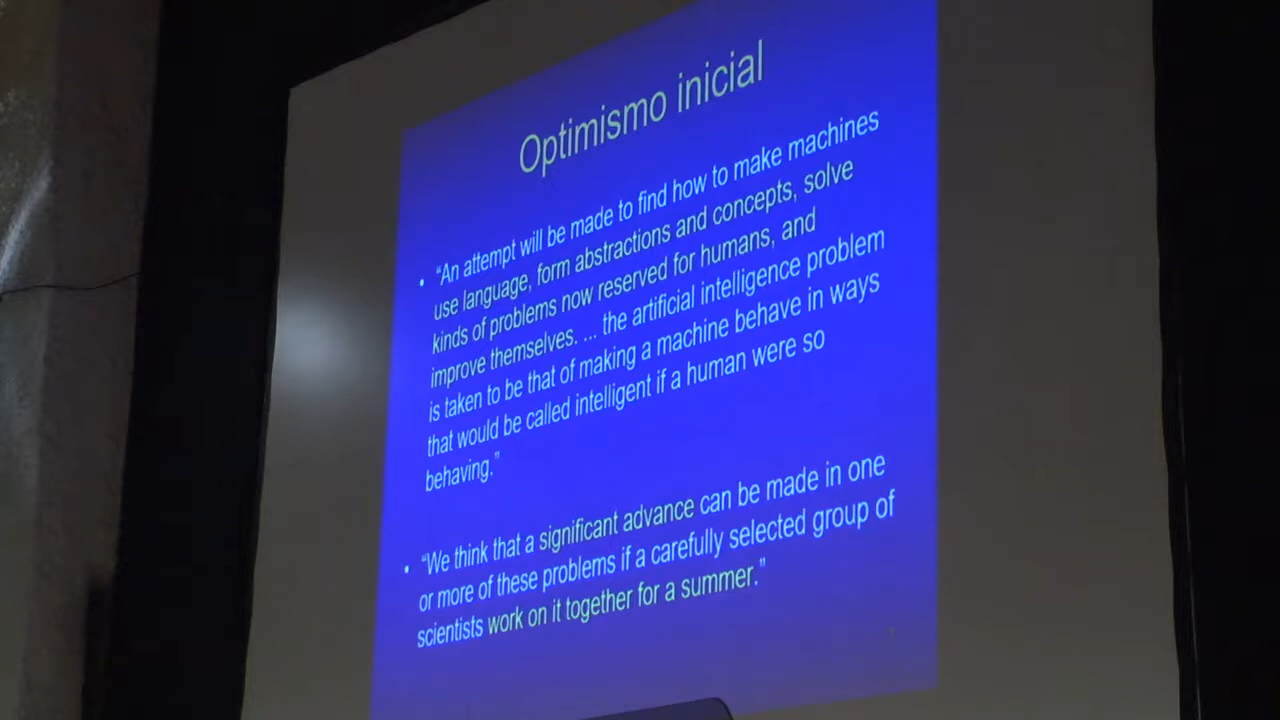 Optimismo inicial
• “An attempt will be made to find how to make machines
use language, form abstractions and concepts, solve
kinds of problems now reserved for humans, and
improve themselves. ... the artificial intelligence problem
is taken to be that of making a machine behave in ways
that would be called intelligent if a human were so
behaving.”
• “We think that a significant advance can be made in one
or more of these problems if a carefully selected group of
scientists work on it together for a summer.”